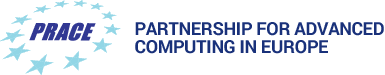 PRACE
PARTNERSHIP FOR ADVANCED
COMPUTING IN EUROPE